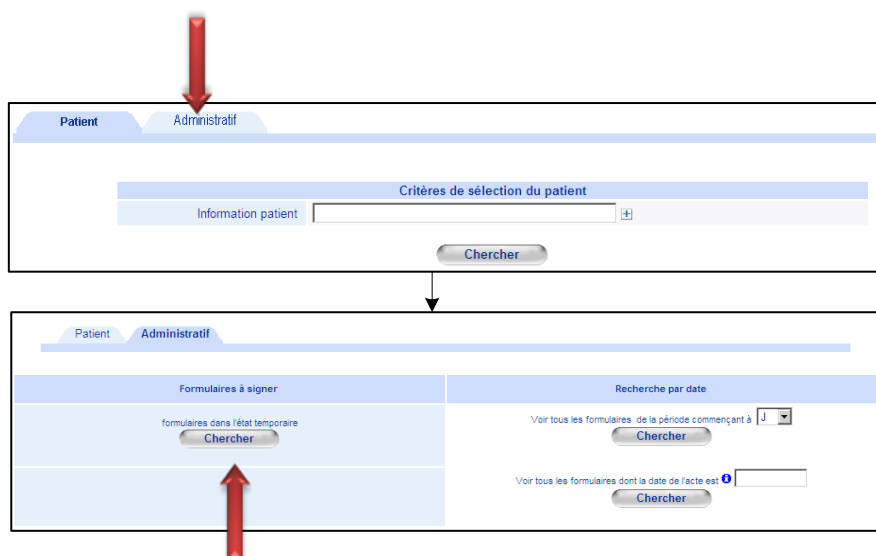 Patient Administratif
Critères de sélection du patient
Information patient
Chercher
Patient Administratif
Formulaires à signer
formulaires dans l'état temporaire
Chercher
Recherche par date
Voir tous les formulaires de la période commençant à J
Chercher
Voir tous les formulaires dont la date de l'acte est
Chercher